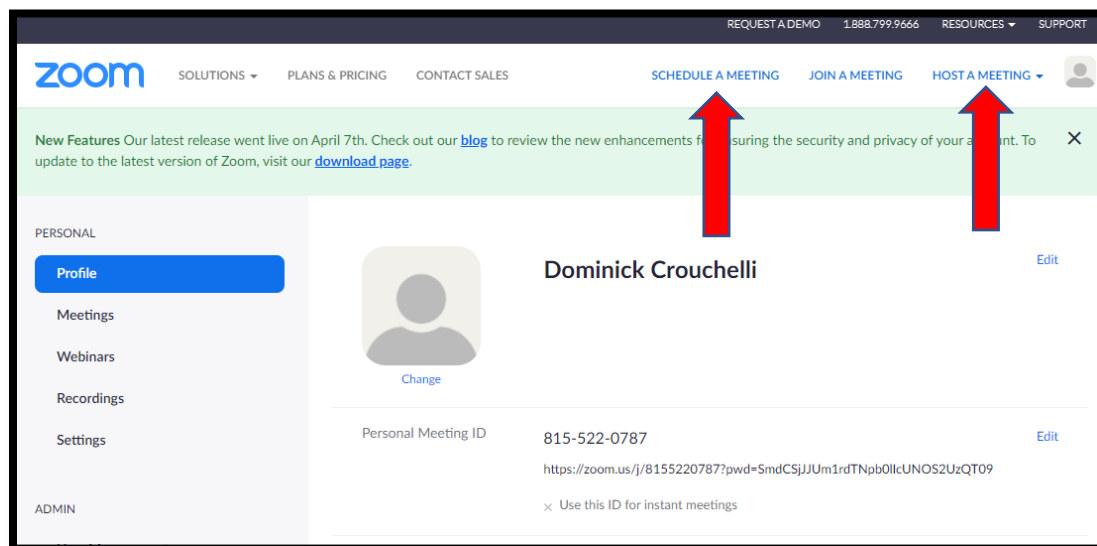 REQUEST A DEMO 1.888.799.9666 RESOURCES SUPPORT
zoom SOLUTIONS PLANS & PRICING CONTACT SALES SCHEDULE A MEETING JOIN A MEETING HOST A MEETING
New Features Our latest release went live on April 7th. Check out our blog to review the new enhancements suring the security and privacy of your nt. To
update to the latest version of Zoom, visit our download page.
PERSONAL
Profile
Meetings
Webinars
Recordings
Settings
ADMIN
Dominick Crouchelli Edit
Change
Personal Meeting ID 815-522-0787 Edit
https://zoom.us/j/8155220787?pwd=SmdCSjJJUm1rdTNpb0lIcUNOS2UzQT09
× Use this ID for instant meetings